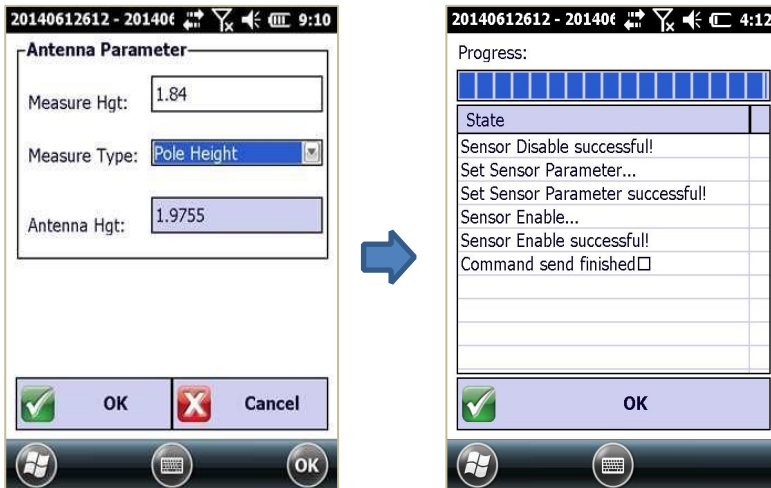 20140612612 - 201406 9:10
Antenna Parameter
Measure Hgt: 1.84
Measure Type: Pole Height
Antenna Hgt: 1.9755
OK Cancel
OK
20140612612 - 201406 4:12
Progress:
State
Sensor Disable successful!
Set Sensor Parameter...
Set Sensor Parameter successful!
Sensor Enable...
Sensor Enable successful!
Command send finished□
OK